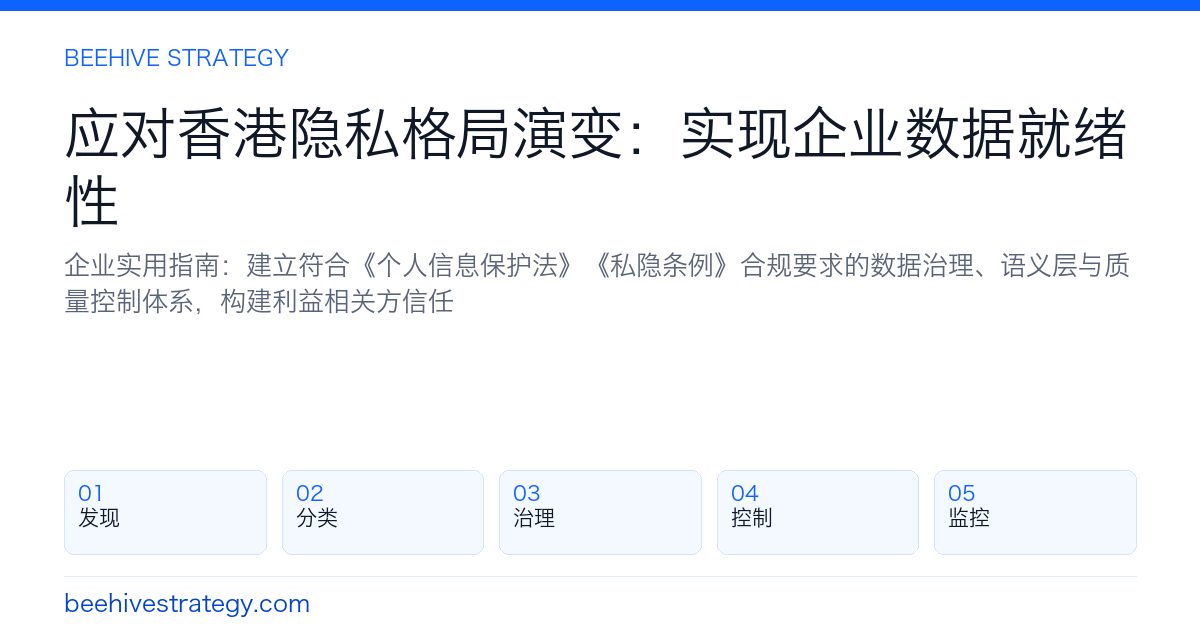 BEEHIVE STRATEGY
应对香港隐私格局演变：实现企业数据就绪
性
企业实用指南：建立符合《个人信息保护法》《私隐条例》合规要求的数据治理、语义层与质
量控制体系，构建利益相关方信任
01
发现
02
分类
03
治理
04
控制
05
监控
beehivestrategy.com